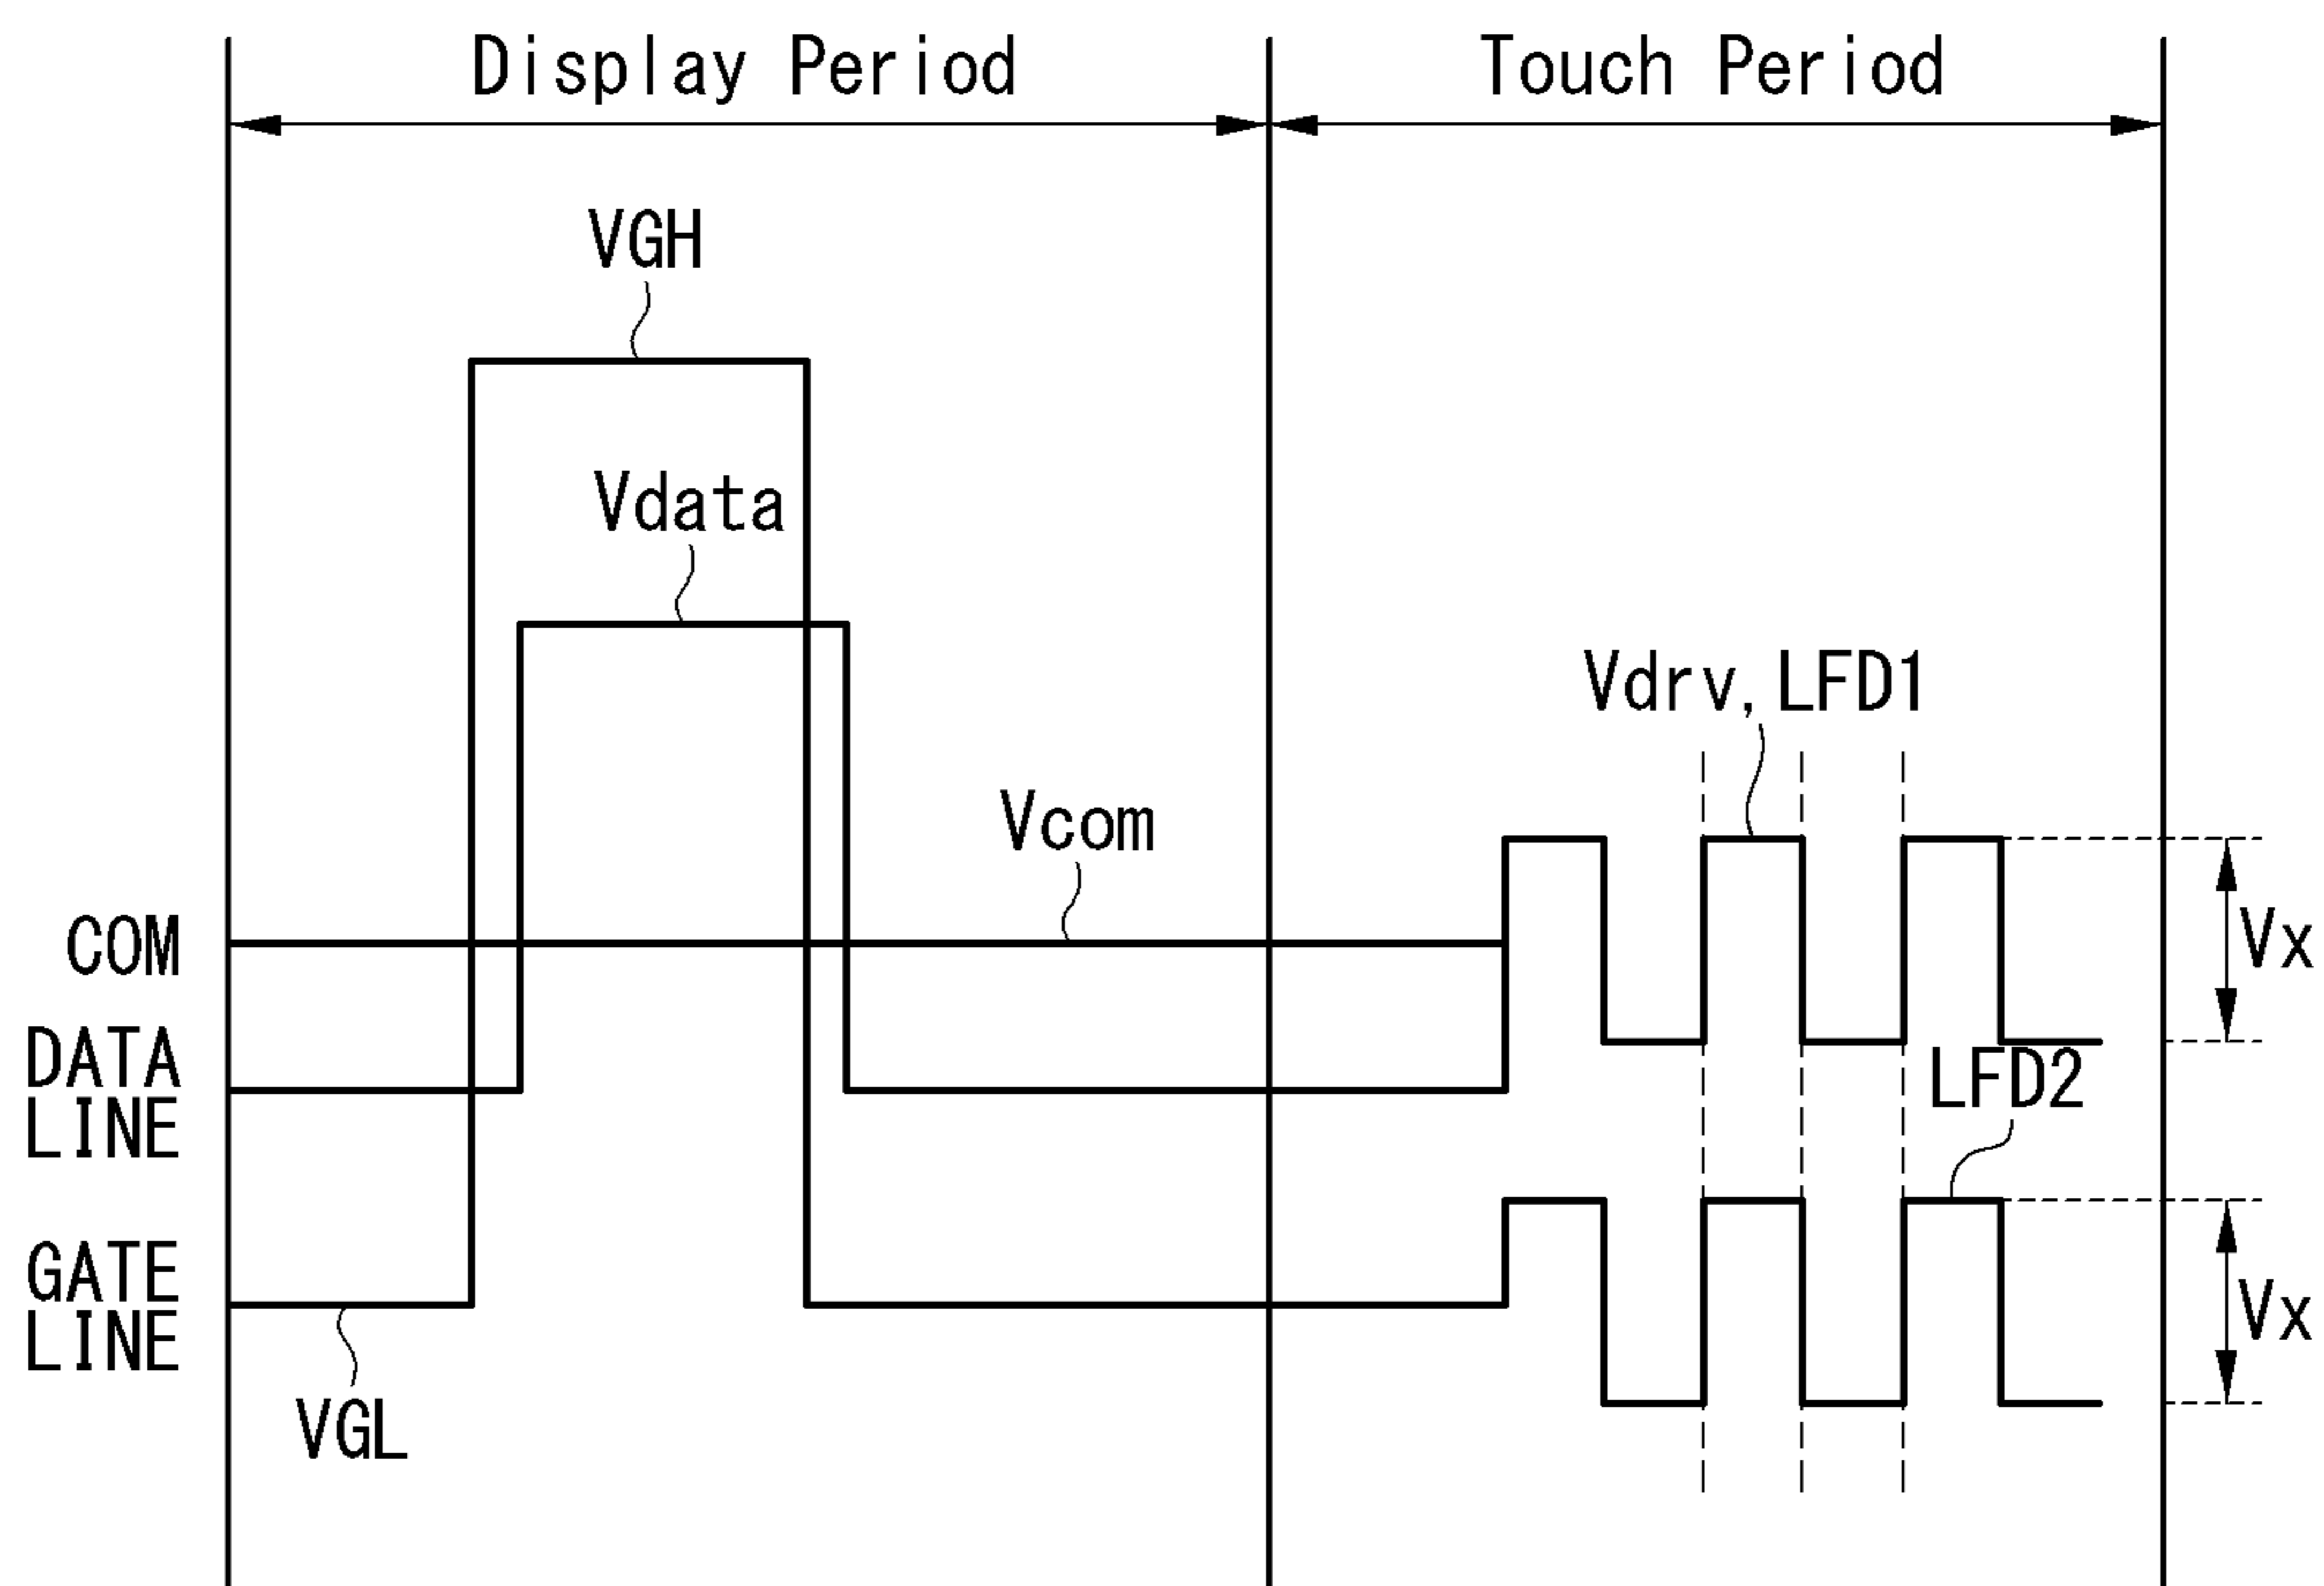 Display Period
Touch Period
VGH
Vdata
Vdrv, LFD1
Vcom
COM
Vx
DATA
LINE
LFD2
GATE
LINE
Vx
VGL